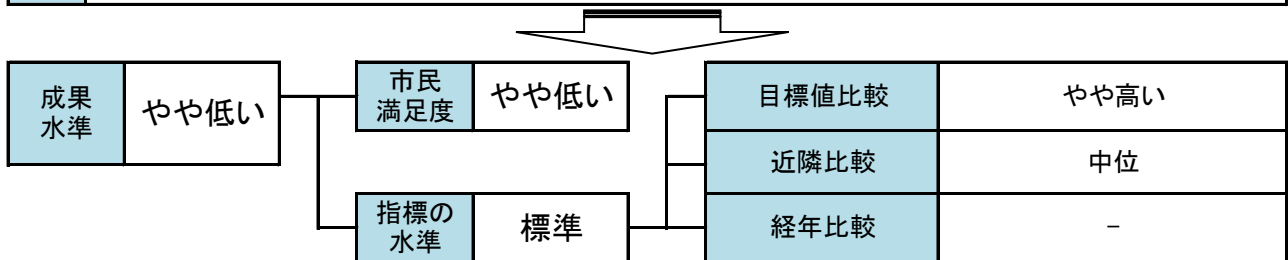 成果
水準
やや低い
市民
満足度
やや低い
指標の
水準
標準
目標値比較
やや高い
近隣比較
中位
経年比較
－